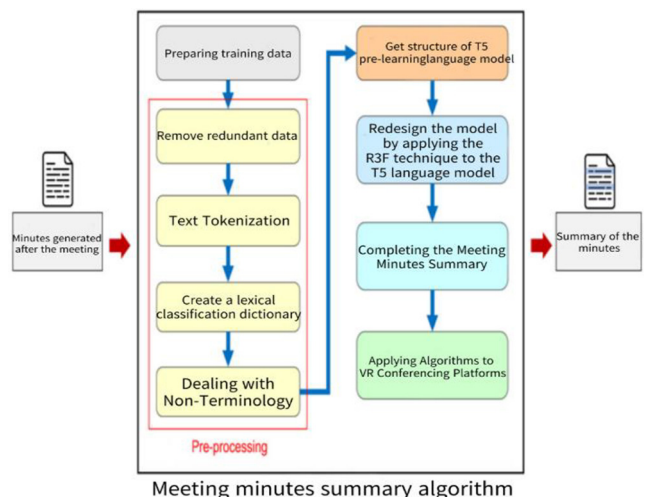 Minutes generated
after the meeting
Preparing training data
Remove redundant data
Text Tokenization
Create a lexical
classification dictionary
Dealing with
Non-Terminology
Pre-processing
Get structure of T5
pre-learninglanguage model
Redesign the model
by applying the
R3F technique to the
T5 language model
Completing the Meeting
Minutes Summary
Applying Algorithms to
VR Conferencing Platforms
Summary of the
minutes
Meeting minutes summary algorithm